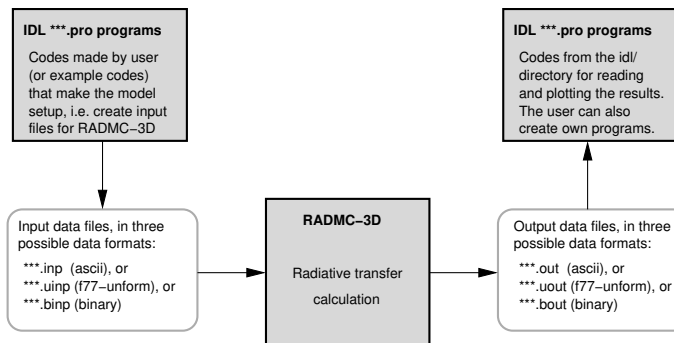 IDL ***.pro programs
Codes made by user
(or example codes)
that make the model
setup, i.e. create input
files for RADMC−3D
IDL ***.pro programs
Codes from the idl/
directory for reading
and plotting the results.
The user can also
create own programs.
Input data files, in three
possible data formats:
***.inp (ascii), or
***.uinp (f77−unform), or
***.binp (binary)
RADMC−3D
Radiative transfer
calculation
Output data files, in three
possible data formats:
***.out (ascii), or
***.uout (f77−unform), or
***.bout (binary)